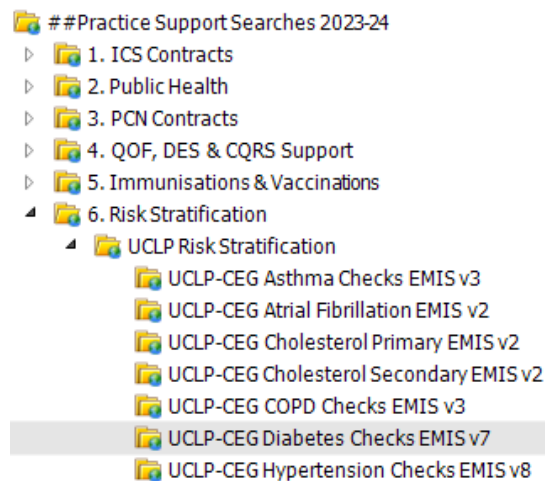 ##Practice Support Searches 2023-24
1. ICS Contracts
2. Public Health
3. PCN Contracts
4. QOF, DES & CQRS Support
5. Immunisations & Vaccinations
6. Risk Stratification
UCLP Risk Stratification
UCLP-CEG Asthma Checks EMIS v3
UCLP-CEG Atrial Fibrillation EMIS v2
UCLP-CEG Cholesterol Primary EMIS v2
UCLP-CEG Cholesterol Secondary EMIS v2
UCLP-CEG COPD Checks EMIS v3
UCLP-CEG Diabetes Checks EMIS v7
UCLP-CEG Hypertension Checks EMIS v8